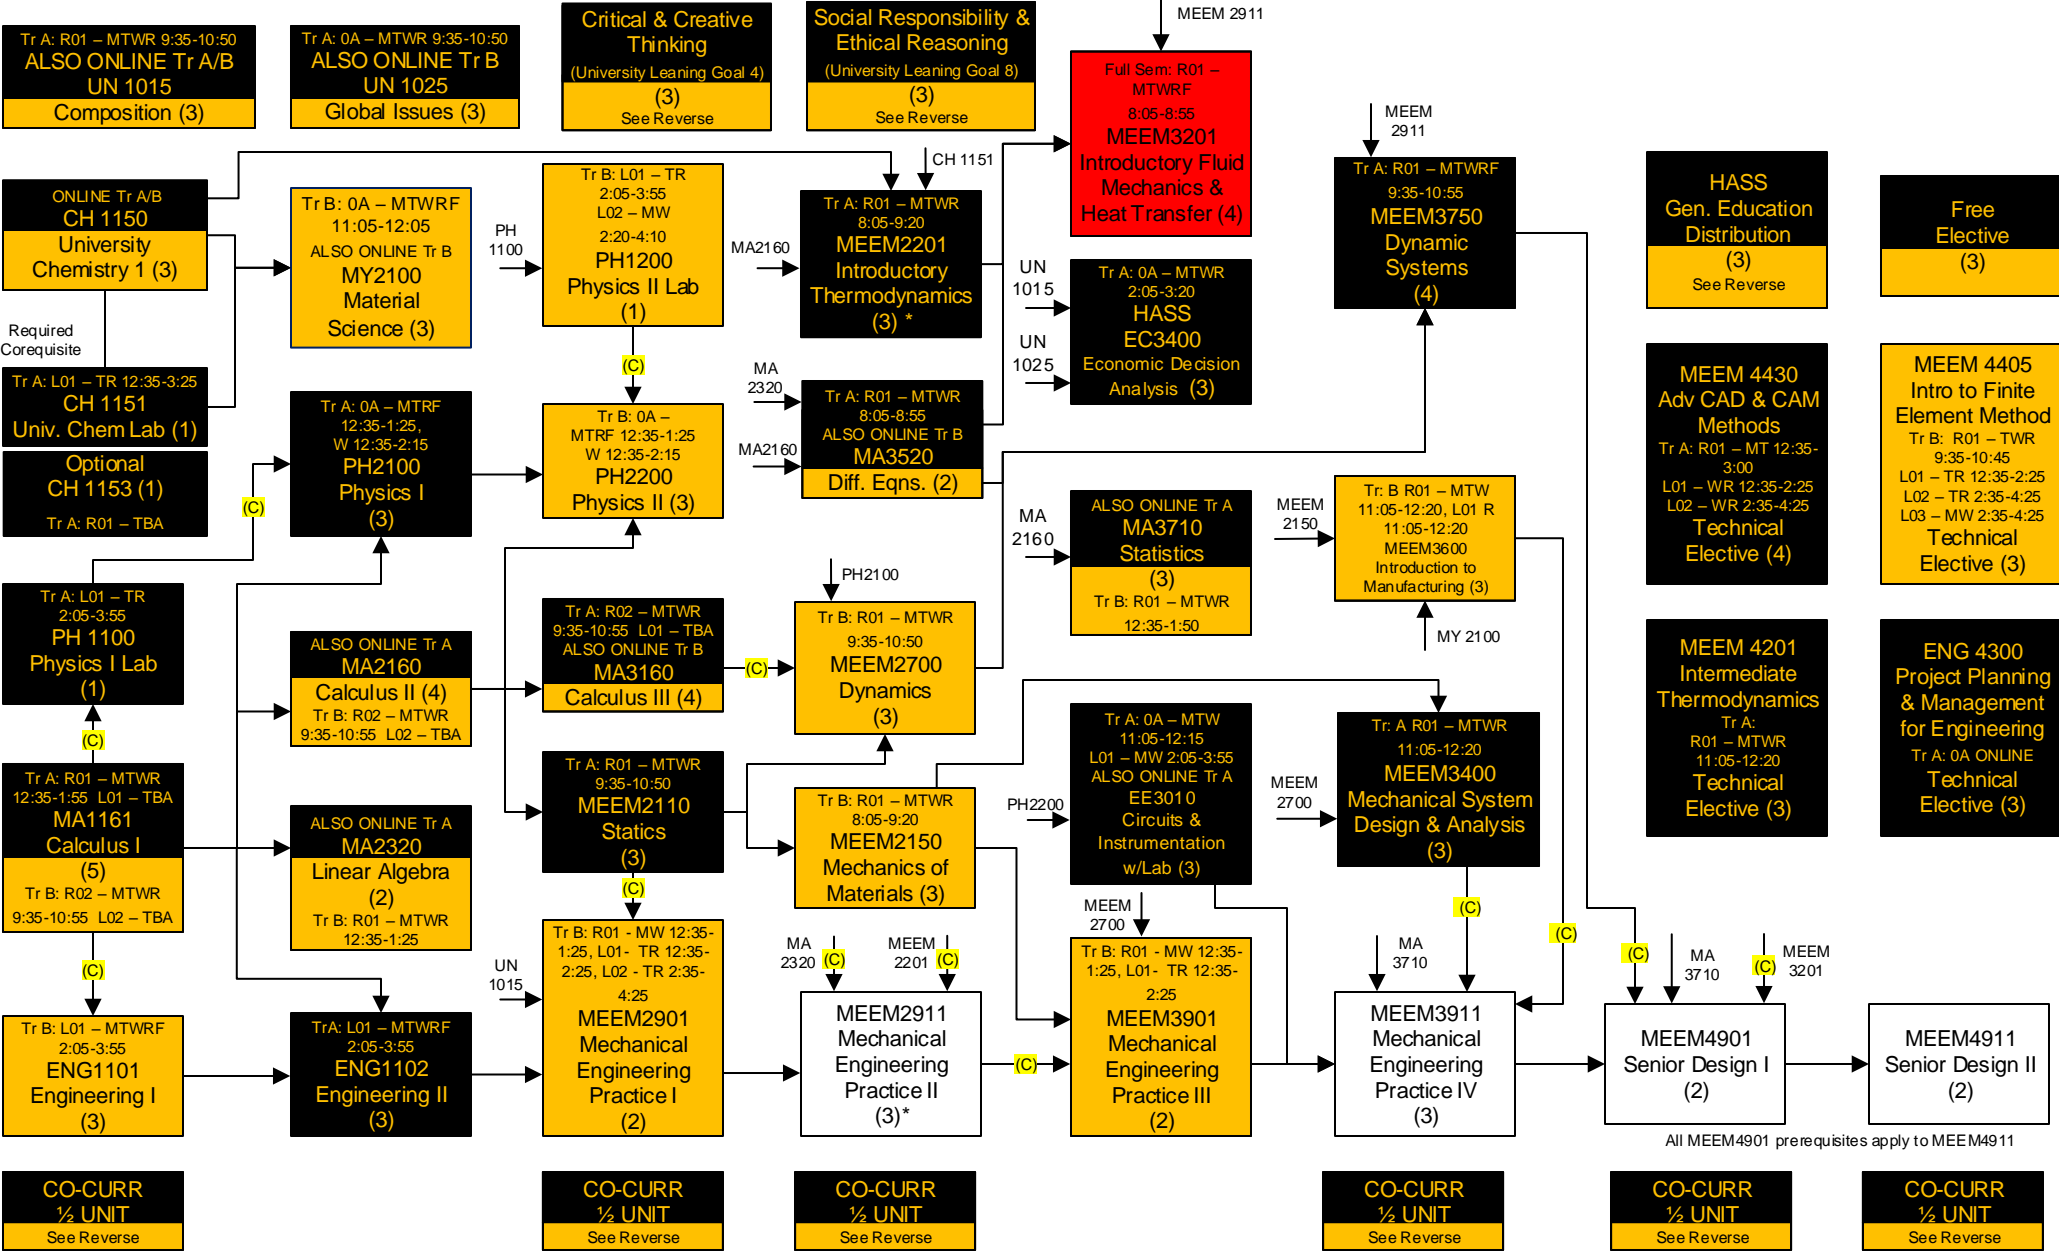 Tr A: R01 – MTWR 9:35-10:50
ALSO ONLINE Tr A/B
UN 1015
Composition (3)
Tr A: 0A – MTWR 9:35-10:50
ALSO ONLINE Tr B
UN 1025
Global Issues (3)
Critical & Creative
Thinking
(University Leaning Goal 4)
(3)
See Reverse
Social Responsibility &
Ethical Reasoning
(University Leaning Goal 8)
(3)
See Reverse
MEEM 2911
Full Sem: R01 –
MTWRF
8:05-8:55
MEEM3201
Introductory Fluid
Mechanics &
Heat Transfer (4)
MEEM
2911
Tr A: R01 – MTWRF
9:35-10:55
MEEM3750
Dynamic
Systems
(4)
HASS
Gen. Education
Distribution
(3)
See Reverse
Free
Elective
(3)
ONLINE Tr A/B
CH 1150
University
Chemistry 1 (3)
Required
Corequisite
Tr A: L01 – TR 12:35-3:25
CH 1151
Univ. Chem Lab (1)
Optional
CH 1153 (1)
Tr A: R01 – TBA
Tr B: 0A – MTWRF
11:05-12:05
ALSO ONLINE Tr B
MY2100
Material
Science (3)
PH
1100
Tr B: L01 – TR
2:05-3:55
L02 – MW
2:20-4:10
PH1200
Physics II Lab
(1)
(C)
CH 1151
MA2160
Tr A: R01 – MTWR
8:05-9:20
MEEM2201
Introductory
Thermodynamics
(3) *
UN
1015
UN
1025
Tr A: 0A – MTWR
2:05-3:20
HASS
EC3400
Economic Decision
Analysis (3)
Tr A: 0A – MTRF
12:35-1:25,
W 12:35-2:15
PH2100
Physics I
(3)
(C)
Tr B: 0A –
MTRF 12:35-1:25
W 12:35-2:15
PH2200
Physics II (3)
MA
2320
MA2160
Tr A: R01 – MTWR
8:05-8:55
ALSO ONLINE Tr B
MA3520
Diff. Eqns. (2)
MEEM 4430
Adv CAD & CAM
Methods
Tr A: R01 – MT 12:35-
3:00
L01 – WR 12:35-2:25
L02 – WR 2:35-4:25
Technical
Elective (4)
MEEM 4405
Intro to Finite
Element Method
Tr B: R01 – TWR
9:35-10:45
L01 – TR 12:35-2:25
L02 – TR 2:35-4:25
L03 – MW 2:35-4:25
Technical
Elective (3)
MA
2160
ALSO ONLINE Tr A
MA3710
Statistics
(3)
Tr B: R01 – MTWR
12:35-1:50
MEEM
2150
Tr: B R01 – MTW
11:05-12:20, L01 R
11:05-12:20
MEEM3600
Introduction to
Manufacturing (3)
MY 2100
Tr A: L01 – TR
2:05-3:55
PH 1100
Physics I Lab
(1)
(C)
ALSO ONLINE Tr A
MA2160
Calculus II (4)
Tr B: R02 – MTWR
9:35-10:55 L02 – TBA
Tr A: R02 – MTWR
9:35-10:55 L01 – TBA
ALSO ONLINE Tr B
MA3160
Calculus III (4)
(C)
PH2100
Tr B: R01 – MTWR
9:35-10:50
MEEM2700
Dynamics
(3)
MEEM 4201
Intermediate
Thermodynamics
Tr A:
R01 – MTWR
11:05-12:20
Technical
Elective (3)
ENG 4300
Project Planning
& Management
for Engineering
Tr A: 0A ONLINE
Technical
Elective (3)
Tr A: R01 – MTWR
12:35-1:55 L01 – TBA
MA1161
Calculus I
(5)
Tr B: R02 – MTWR
9:35-10:55 L02 – TBA
(C)
ALSO ONLINE Tr A
MA2320
Linear Algebra
(2)
Tr B: R01 – MTWR
12:35-1:25
Tr A: R01 – MTWR
9:35-10:50
MEEM2110
Statics
(3)
(C)
Tr B: R01 – MTWR
8:05-9:20
MEEM2150
Mechanics of
Materials (3)
PH2200
Tr A: 0A – MTW
11:05-12:15
L01 – MW 2:05-3:55
ALSO ONLINE Tr A
EE3010
Circuits &
Instrumentation
w/Lab (3)
MEEM
2700
Tr: A R01 – MTWR
11:05-12:20
MEEM3400
Mechanical System
Design & Analysis
(3)
(C)
(C)
Tr B: L01 – MTWRF
2:05-3:55
ENG1101
Engineering I
(3)
TrA: L01 – MTWRF
2:05-3:55
ENG1102
Engineering II
(3)
UN
1015
Tr B: R01 - MW 12:35-
1:25, L01- TR 12:35-
2:25, L02 - TR 2:35-
4:25
MEEM2901
Mechanical
Engineering
Practice I
(2)
MA
2320
(C)
MEEM
2201
(C)
MEEM2911
Mechanical
Engineering
Practice II
(3)*
(C)
MEEM
2700
Tr B: R01 - MW 12:35-
1:25, L01- TR 12:35-
2:25
MEEM3901
Mechanical
Engineering
Practice III
(2)
MA
3710
MEEM3911
Mechanical
Engineering
Practice IV
(3)
(C)
MA
3710
(C)
MEEM
3201
MEEM4901
Senior Design I
(2)
MEEM4911
Senior Design II
(2)
All MEEM4901 prerequisites apply to MEEM4911
CO-CURR
½ UNIT
See Reverse
CO-CURR
½ UNIT
See Reverse
CO-CURR
½ UNIT
See Reverse
CO-CURR
½ UNIT
See Reverse
CO-CURR
½ UNIT
See Reverse
CO-CURR
½ UNIT
See Reverse